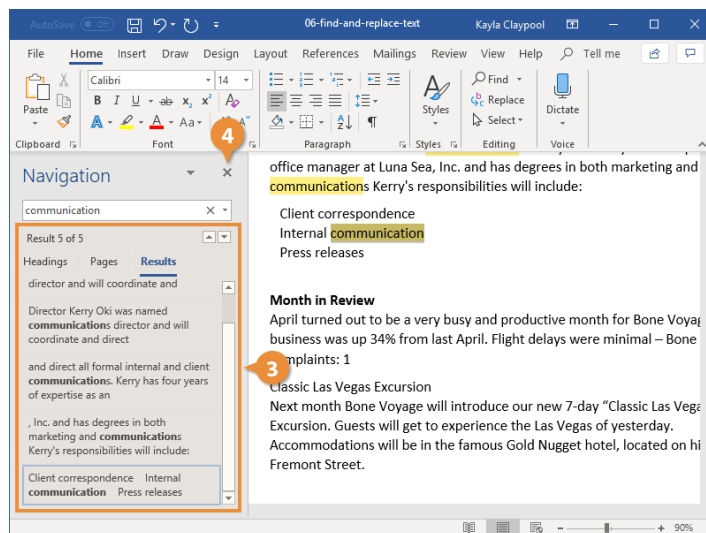 AutoSave Off 06-find-and-replace-text Kayla Claypool
File Home Insert Draw Design Layout References Mailings Review View Help Tell me
Paste
Clipboard
Calibri 14
B I U ab x₂ x² A
A A Aa
Font
Paragraph
Styles
Styles
Find
Replace
Select
Editing
Dictate
Voice
4
Navigation
communication
Result 5 of 5
Headings Pages Results
director and will coordinate and
Director Kerry Oki was named
communications director and will
coordinate and direct
and direct all formal internal and client
communications. Kerry has four years
of expertise as an
, Inc. and has degrees in both
marketing and communications
Kerry's responsibilities will include:
Client correspondence Internal
communication Press releases
3
office manager at Luna Sea, Inc. and has degrees in both marketing and
communications Kerry's responsibilities will include:
Client correspondence
Internal communication
Press releases
Month in Review
April turned out to be a very busy and productive month for Bone Voyag
business was up 34% from last April. Flight delays were minimal – Bone
mplaints: 1
Classic Las Vegas Excursion
Next month Bone Voyage will introduce our new 7-day “Classic Las Vega
Excursion. Guests will get to experience the Las Vegas of yesterday.
Accommodations will be in the famous Gold Nugget hotel, located on hi
Fremont Street.
90%